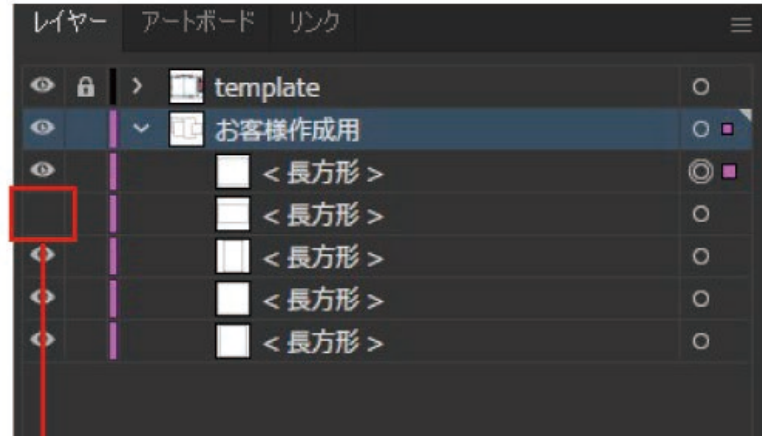 レイヤー アートボード リンク
template
お客様作成用
< 長方形 >
< 長方形 >
< 長方形 >
< 長方形 >
< 長方形 >